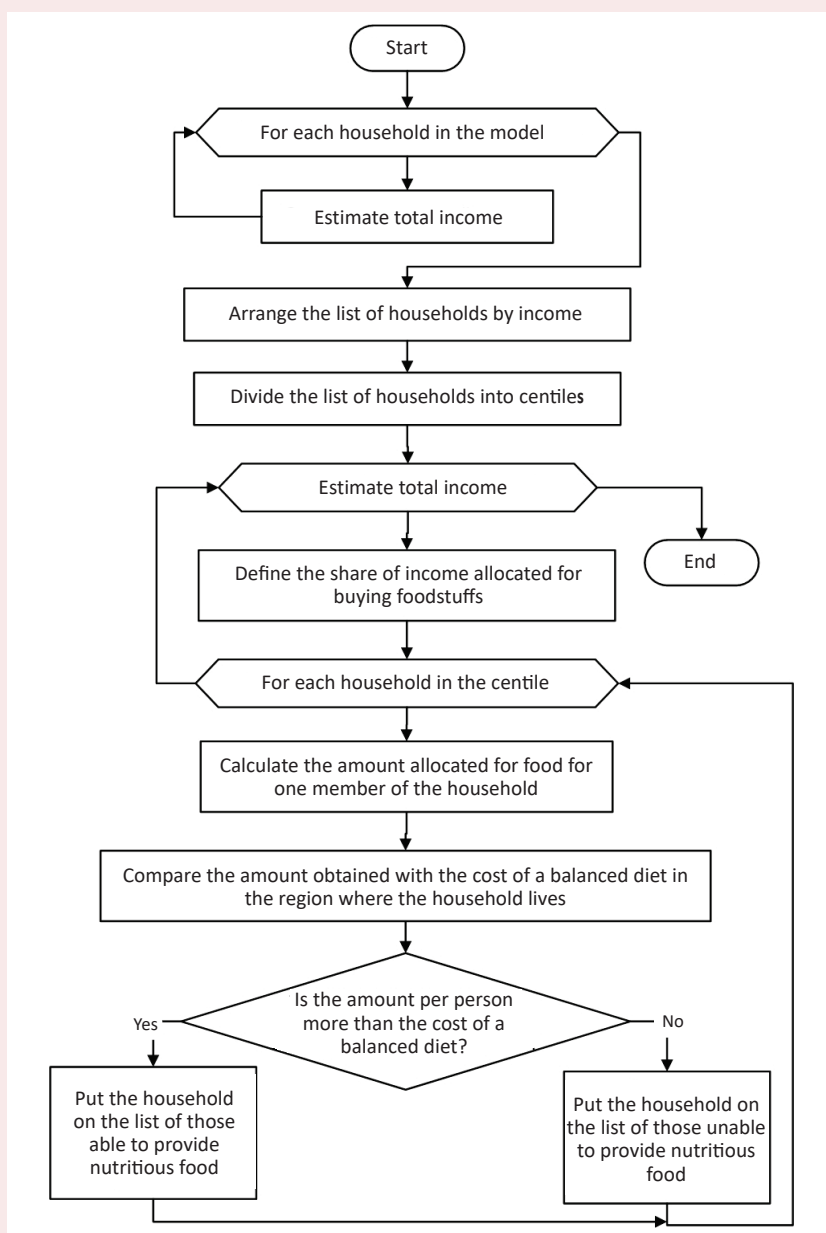 Start
For each household in the model
Estimate total income
Arrange the list of households by income
Divide the list of households into centiles
Estimate total income
End
Define the share of income allocated for
buying foodstuffs
For each household in the centile
Calculate the amount allocated for food for
one member of the household
Compare the amount obtained with the cost of a balanced diet in
the region where the household lives
Is the amount per person
more than the cost of a
balanced diet?
Yes
No
Put the household
on the list of those
able to provide
nutritious food
Put the household on
the list of those unable
to provide nutritious
food